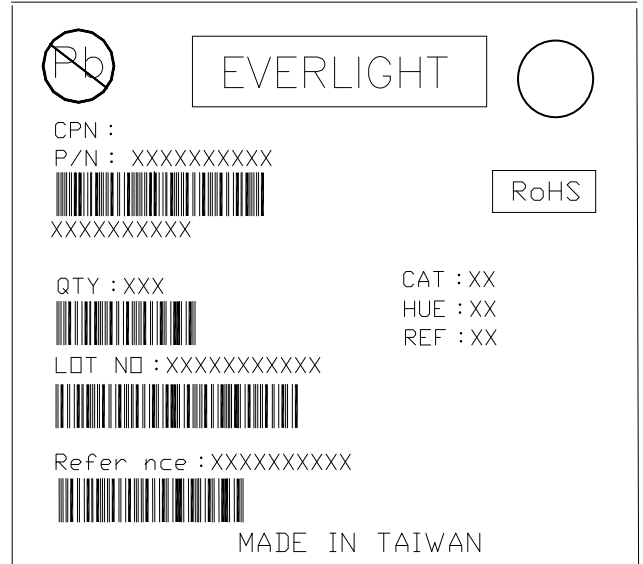 Pb
EVERLIGHT
CPN :
P/N : XXXXXXXXXX
RoHS
XXXXXXXXXX
QTY : XXX
CAT : XX
HUE : XX
REF : XX
LOT NO : XXXXXXXXXXX
Refer nce : XXXXXXXXXX
MADE IN TAIWAN